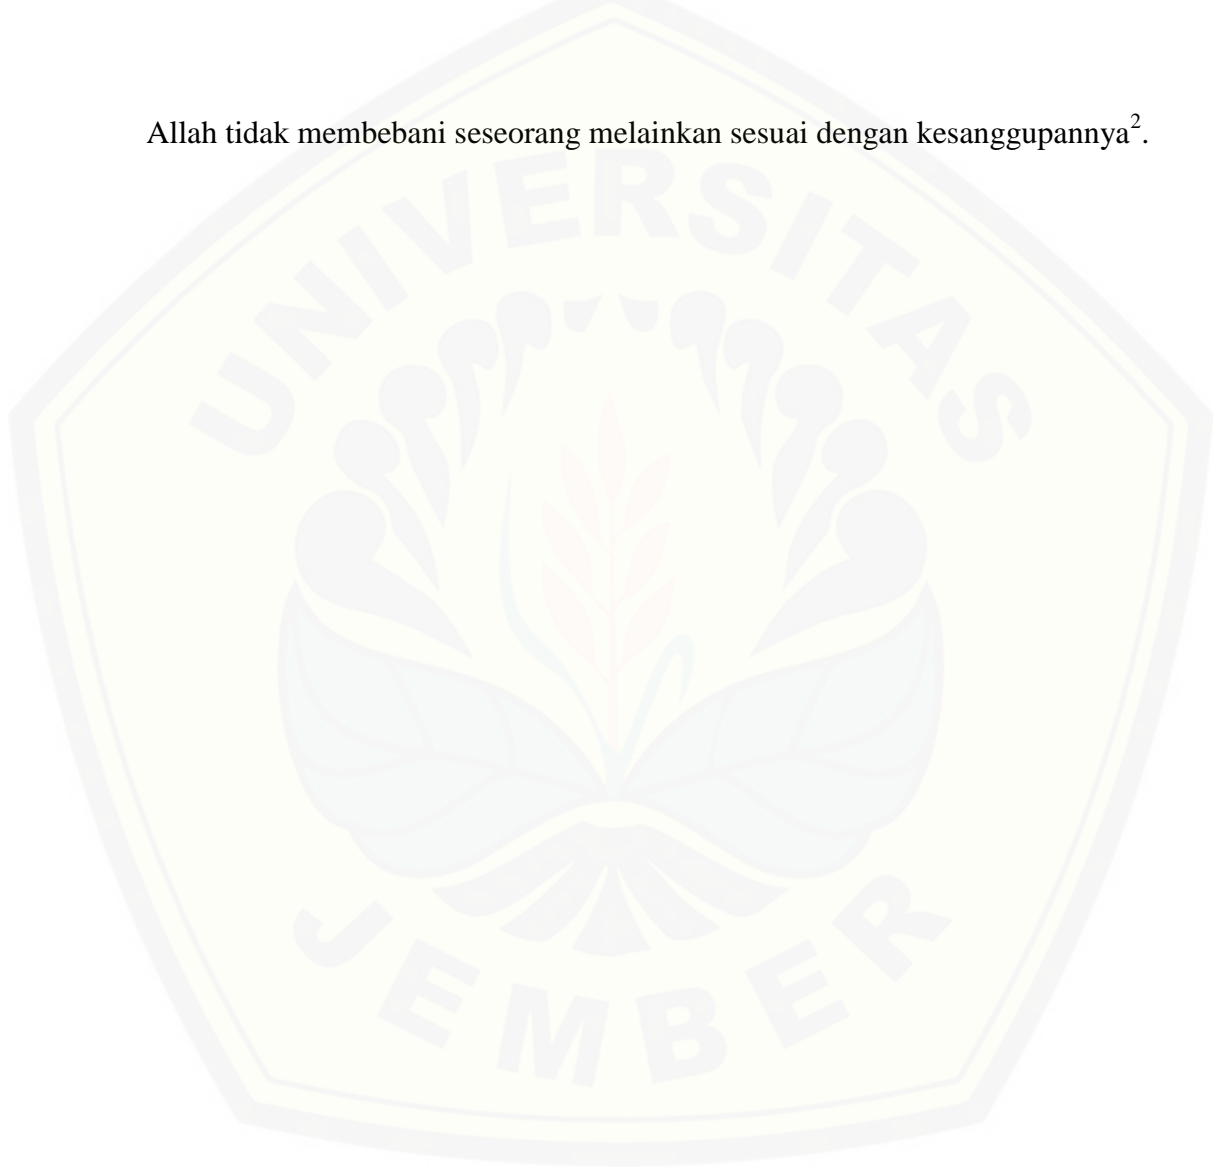 Allah tidak membebani seseorang melainkan sesuai dengan kesanggupannya².
UNIVERSITAS
JEMBER